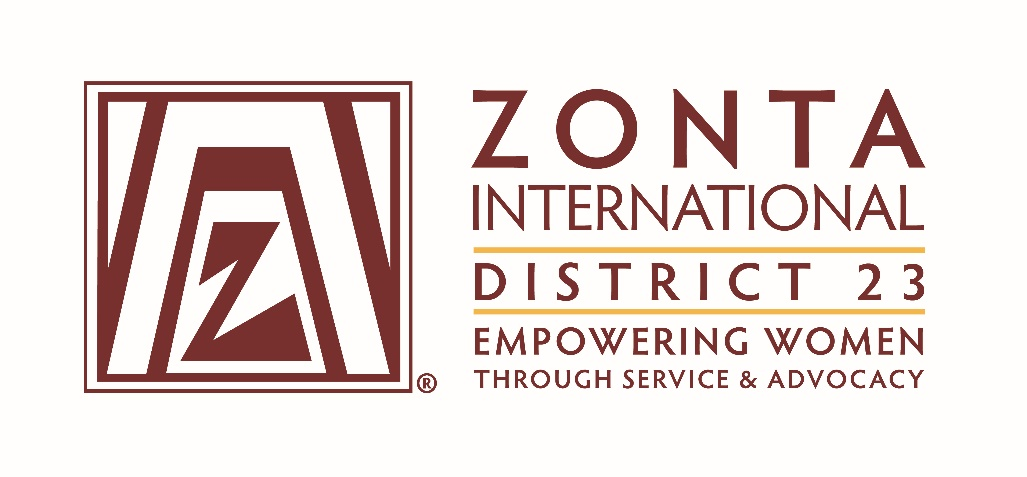 ZONTA
INTERNATIONAL
DISTRICT 23
EMPOWERING WOMEN
THROUGH SERVICE & ADVOCACY
®